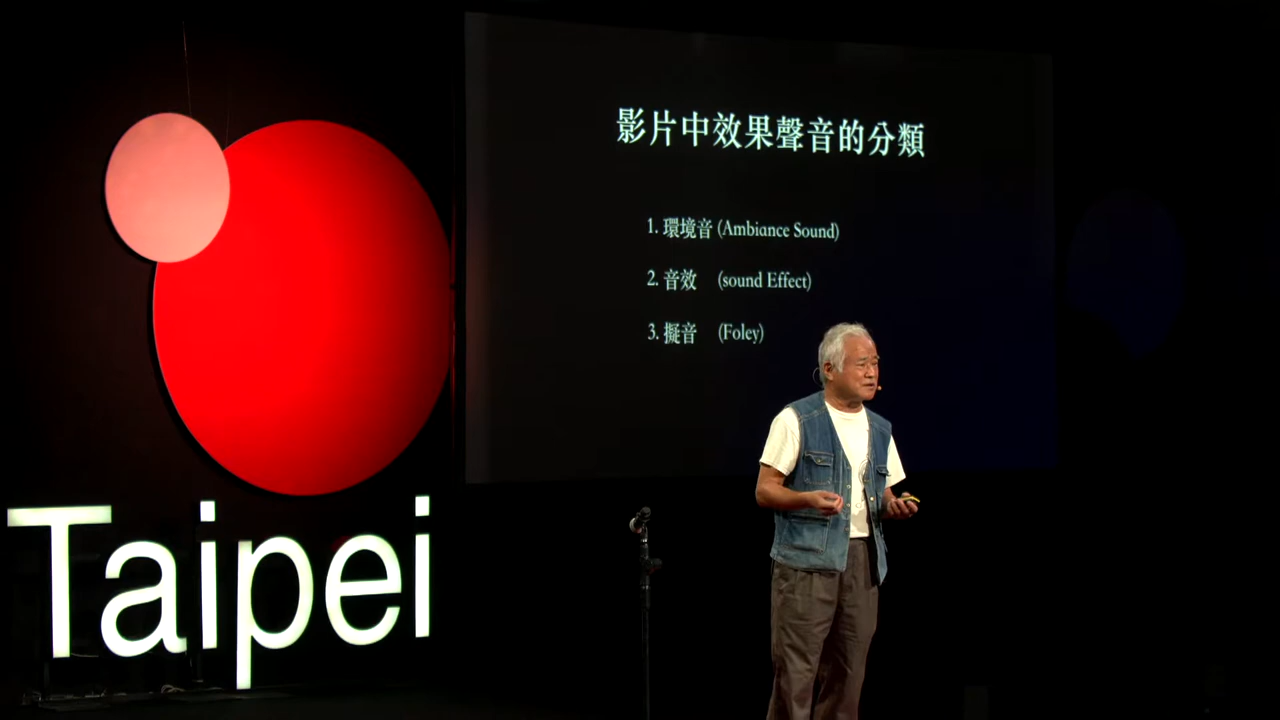 影片中效果聲音的分類
1. 環境音 (Ambiance Sound)
2. 音效 (sound Effect)
3. 擬音 (Foley)
Taipei